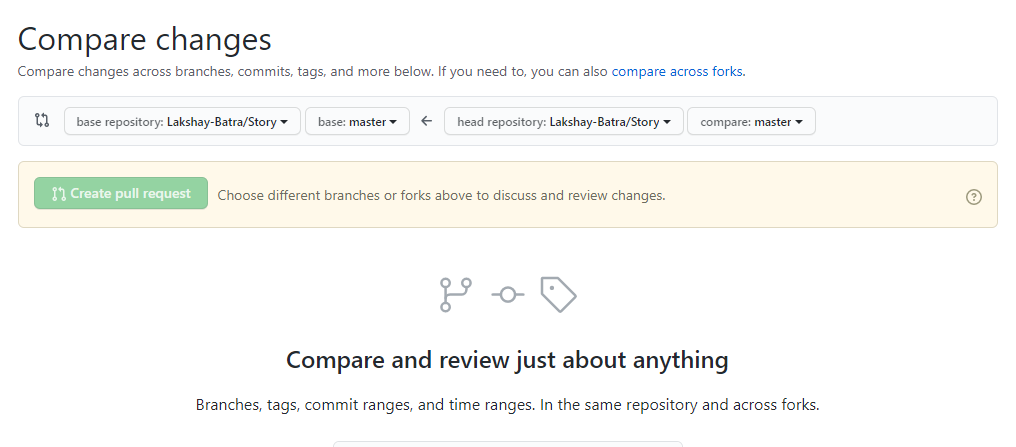 Compare changes
Compare changes across branches, commits, tags, and more below. If you need to, you can also compare across forks.
base repository: Lakshay-Batra/Story base: master head repository: Lakshay-Batra/Story compare: master
Create pull request Choose different branches or forks above to discuss and review changes.
Compare and review just about anything
Branches, tags, commit ranges, and time ranges. In the same repository and across forks.